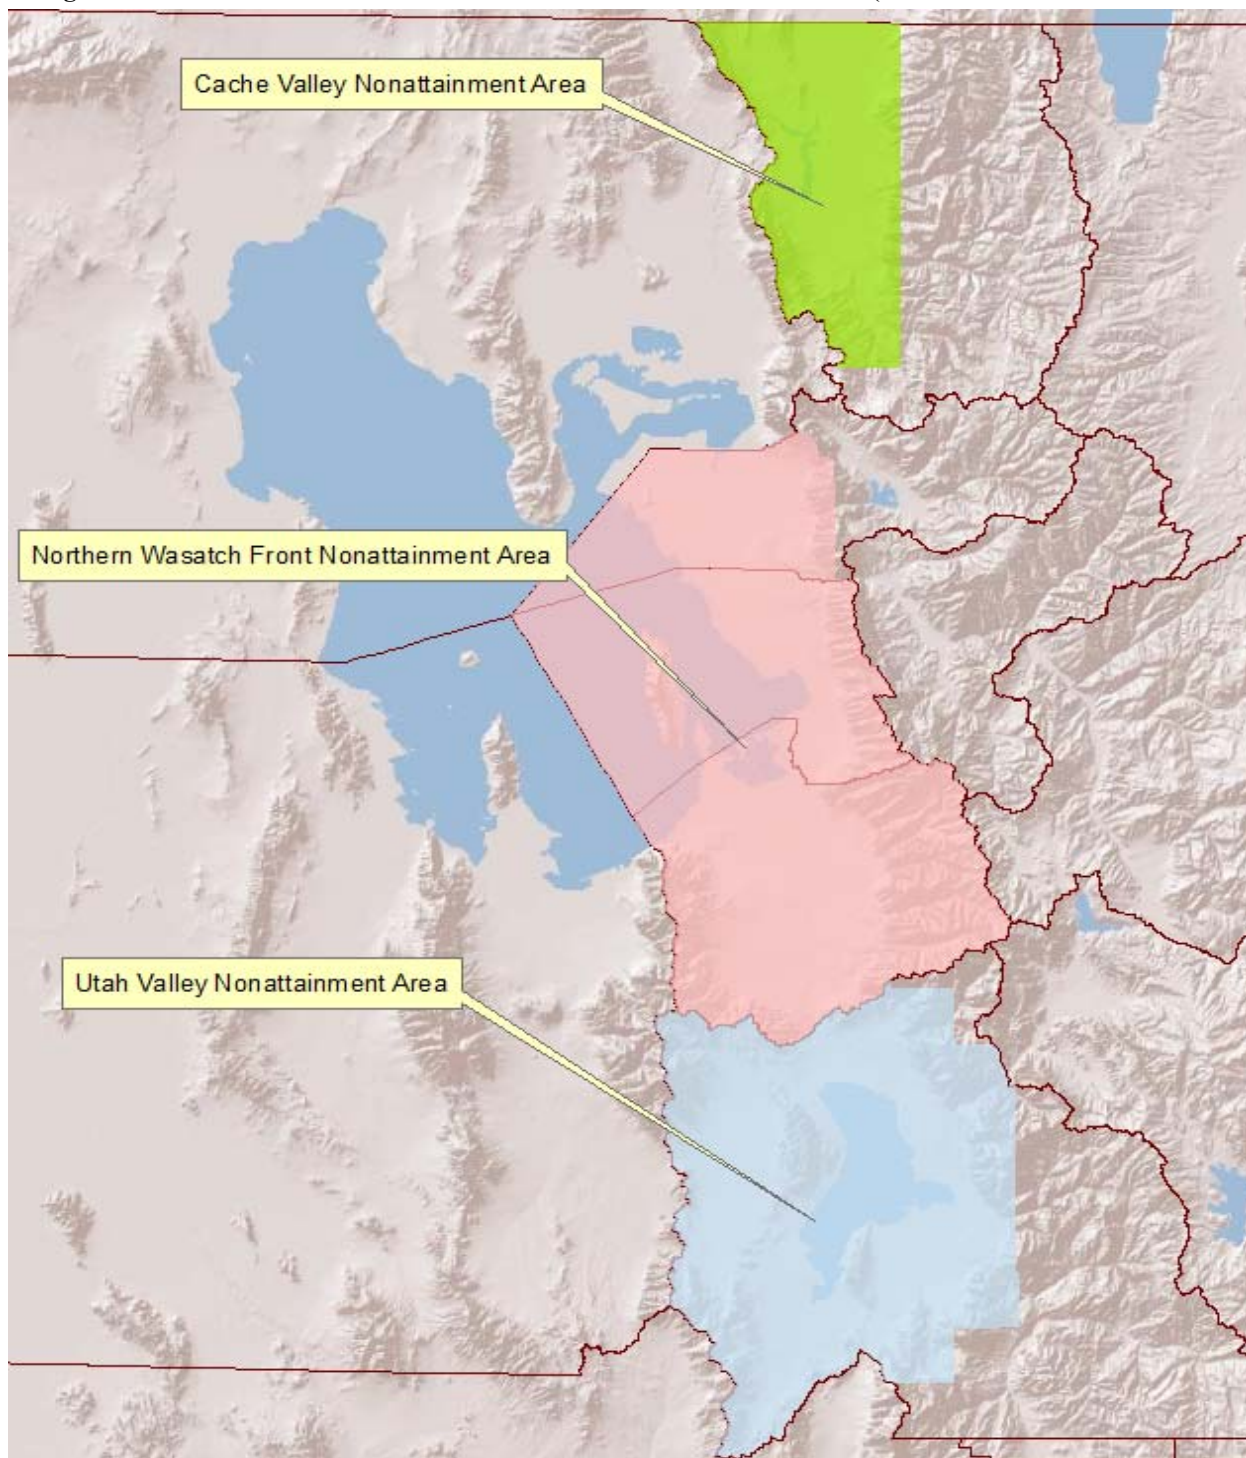 Cache Valley Nonattainment Area
Northern Wasatch Front Nonattainment Area
Utah Valley Nonattainment Area